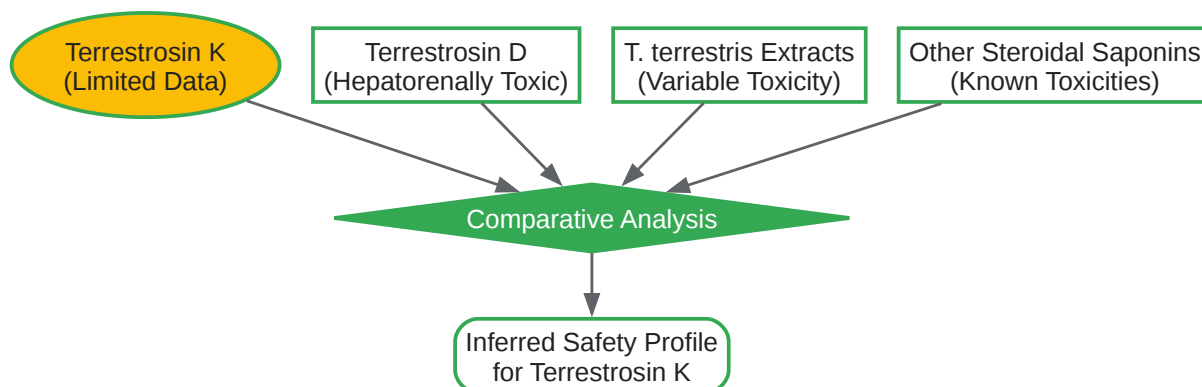 Terrestrosin K
(Limited Data)
Terrestrosin D
(Hepatorenally Toxic)
T. terrestris Extracts
(Variable Toxicity)
Other Steroidal Saponins
(Known Toxicities)
Comparative Analysis
Inferred Safety Profile
for Terrestrosin K